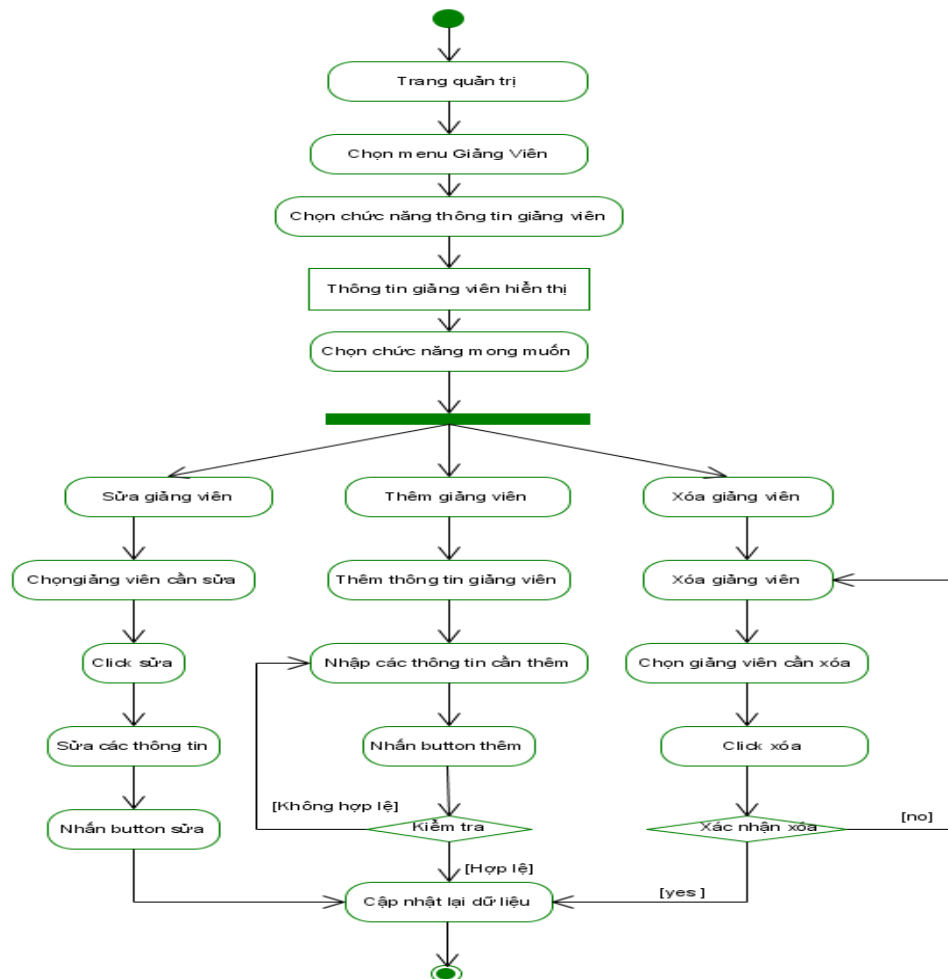 Trang quản trị
Chọn menu Giảng Viên
Chọn chức năng thông tin giảng viên
Thông tin giảng viên hiển thị
Chọn chức năng mong muốn
Sửa giảng viên
Thêm giảng viên
Xóa giảng viên
Chọngiảng viên cần sửa
Thêm thông tin giảng viên
Xóa giảng viên
Click sửa
Nhập các thông tin cần thêm
Chọn giảng viên cần xóa
Sửa các thông tin
Nhấn button thêm
Click xóa
[Không hợp lệ]
Nhấn button sửa
Kiểm tra
Xác nhận xóa
[no]
[Hợp lệ]
[yes ]
Cập nhật lại dữ liệu